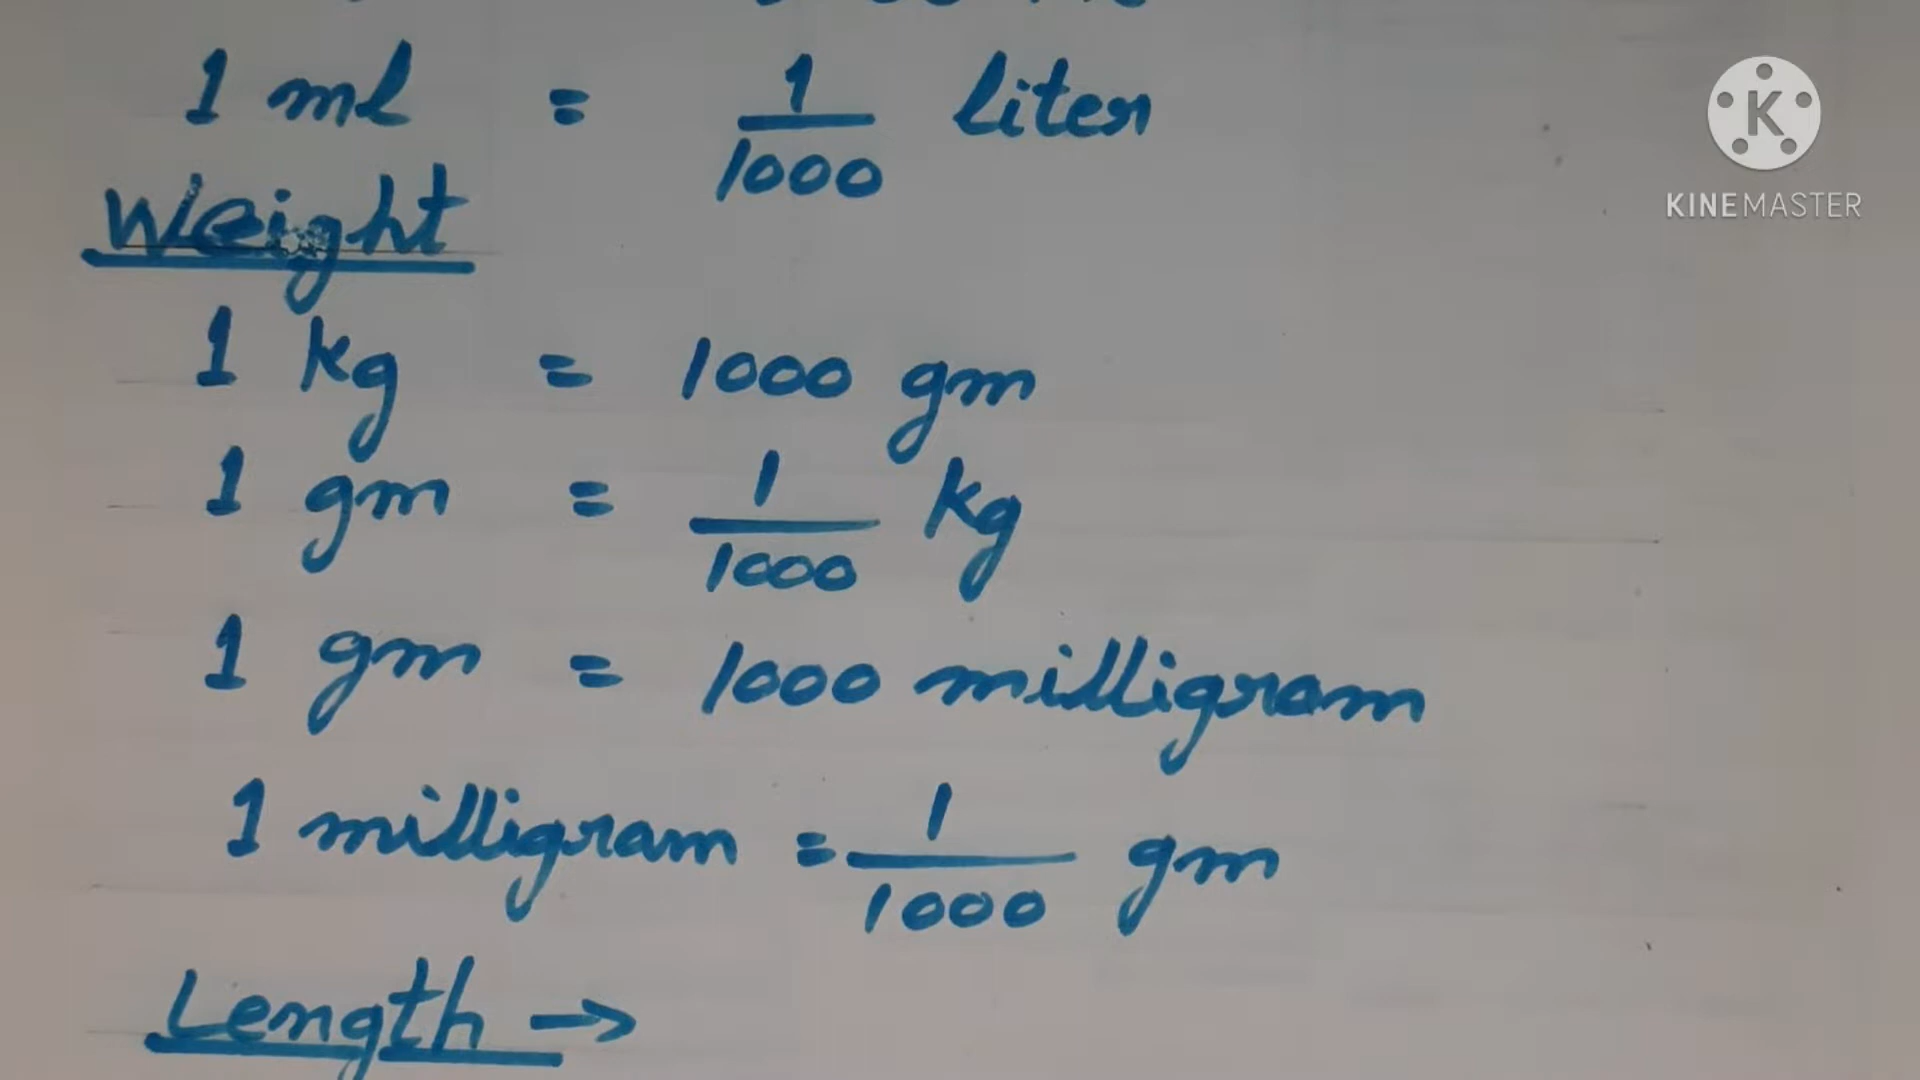 1 ml = 1/1000 liter
Weight
1 kg = 1000 gm
1 gm = 1/1000 kg
1 gm = 1000 milligram
1 milligram = 1/1000 gm
Length →
K
KINEMASTER